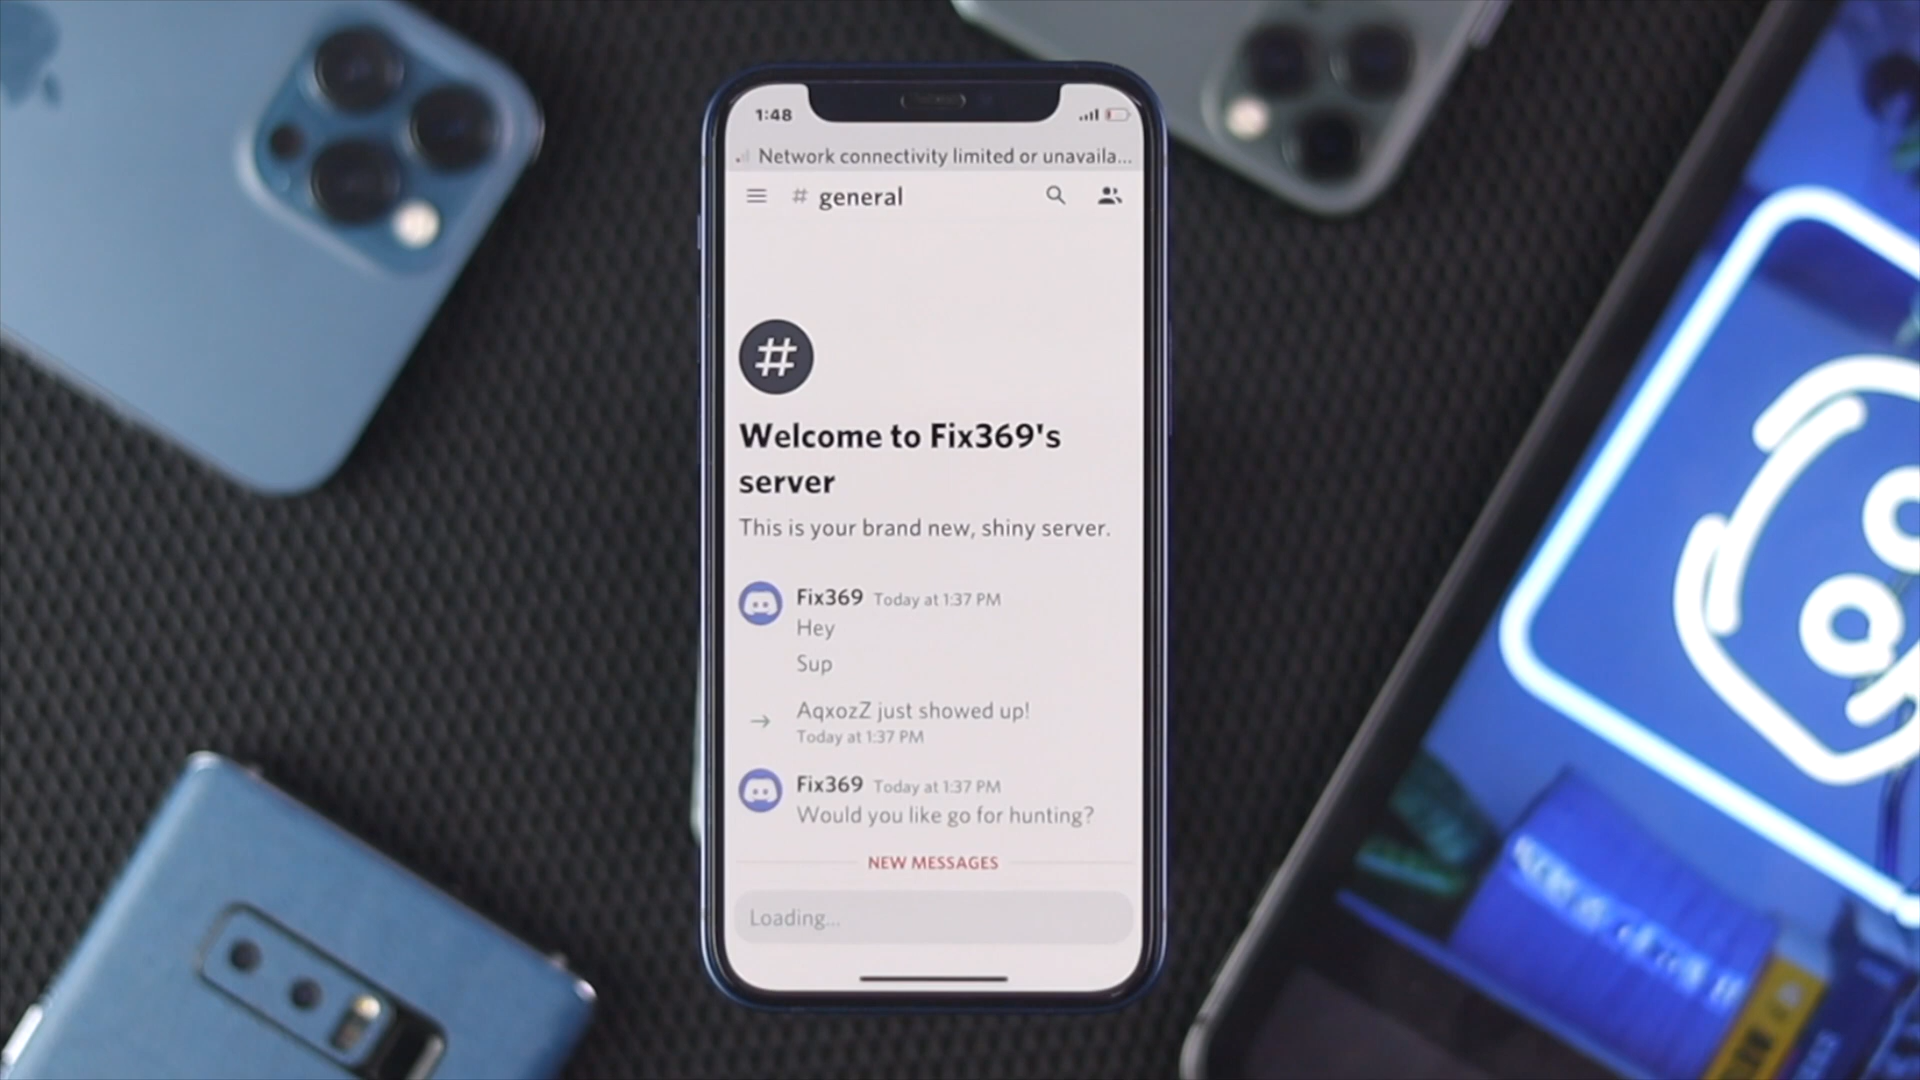 1:48
Network connectivity limited or unavaila...
# general
#
Welcome to Fix369's
server
This is your brand new, shiny server.
Fix369 Today at 1:37 PM
Hey
Sup
→ AqxozZ just showed up!
Today at 1:37 PM
Fix369 Today at 1:37 PM
Would you like go for hunting?
NEW MESSAGES
Loading...